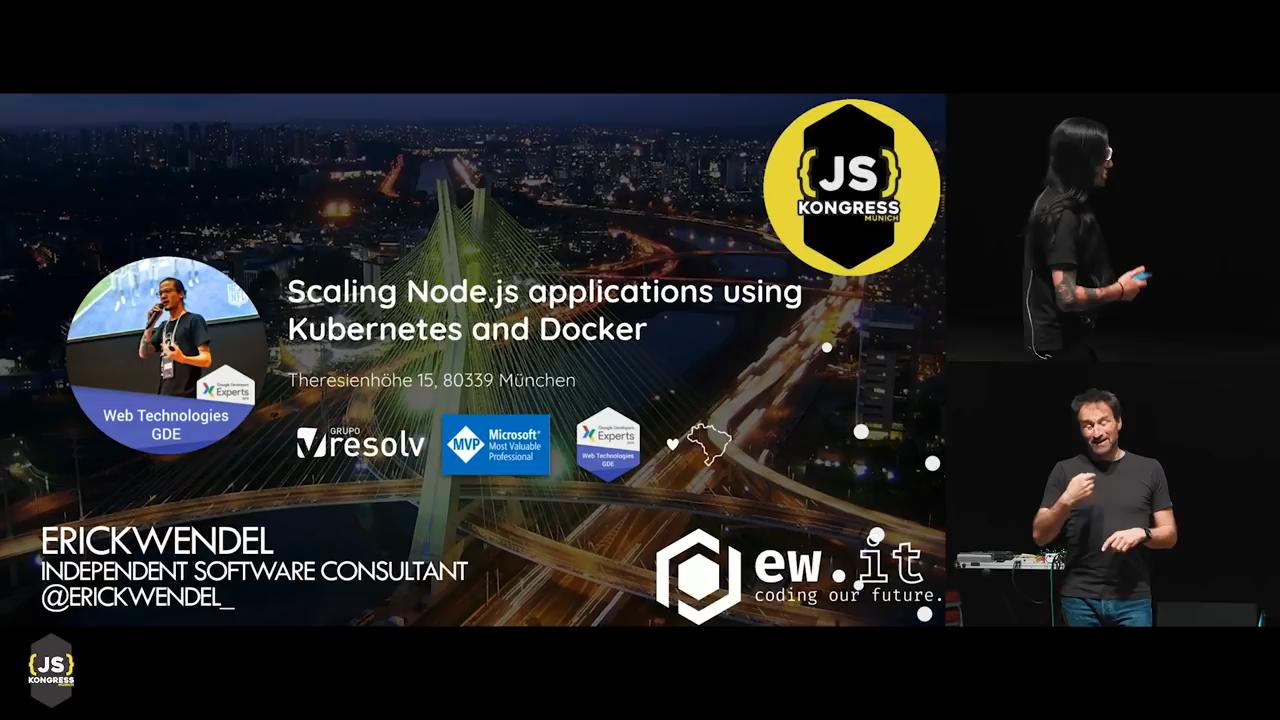 {JS}
KONGRESS
MUNICH
Scaling Node.js applications using
Kubernetes and Docker
Theresienhöhe 15, 80339 München
Google Developers
Experts
Web Technologies
GDE
GRUPO
resolv
MVP
Microsoft®
Most Valuable
Professional
Google Developers
Experts
Web Technologies
GDE
ERICKWENDEL
INDEPENDENT SOFTWARE CONSULTANT
@ERICKWENDEL_
ew.it
coding our future.
{JS}
KONGRESS
MUNICH